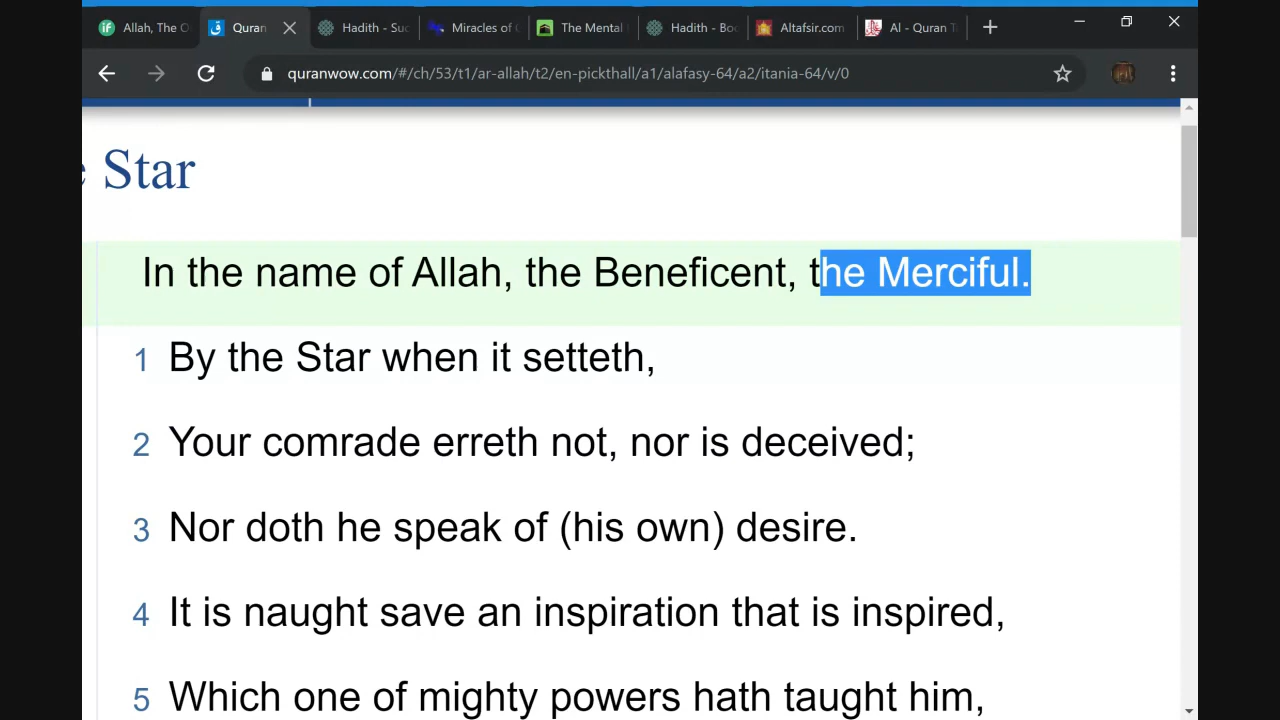 Allah, The O
Quran
Hadith - Suc
Miracles of
The Mental
Hadith - Boo
Altafsir.com
Al - Quran T
quranwow.com/#/ch/53/t1/ar-allah/t2/en-pickthall/a1/alafasy-64/a2/itania-64/v/0
Star
In the name of Allah, the Beneficent, the Merciful.
1 By the Star when it setteth,
2 Your comrade erreth not, nor is deceived;
3 Nor doth he speak of (his own) desire.
4 It is naught save an inspiration that is inspired,
5 Which one of mighty powers hath taught him,